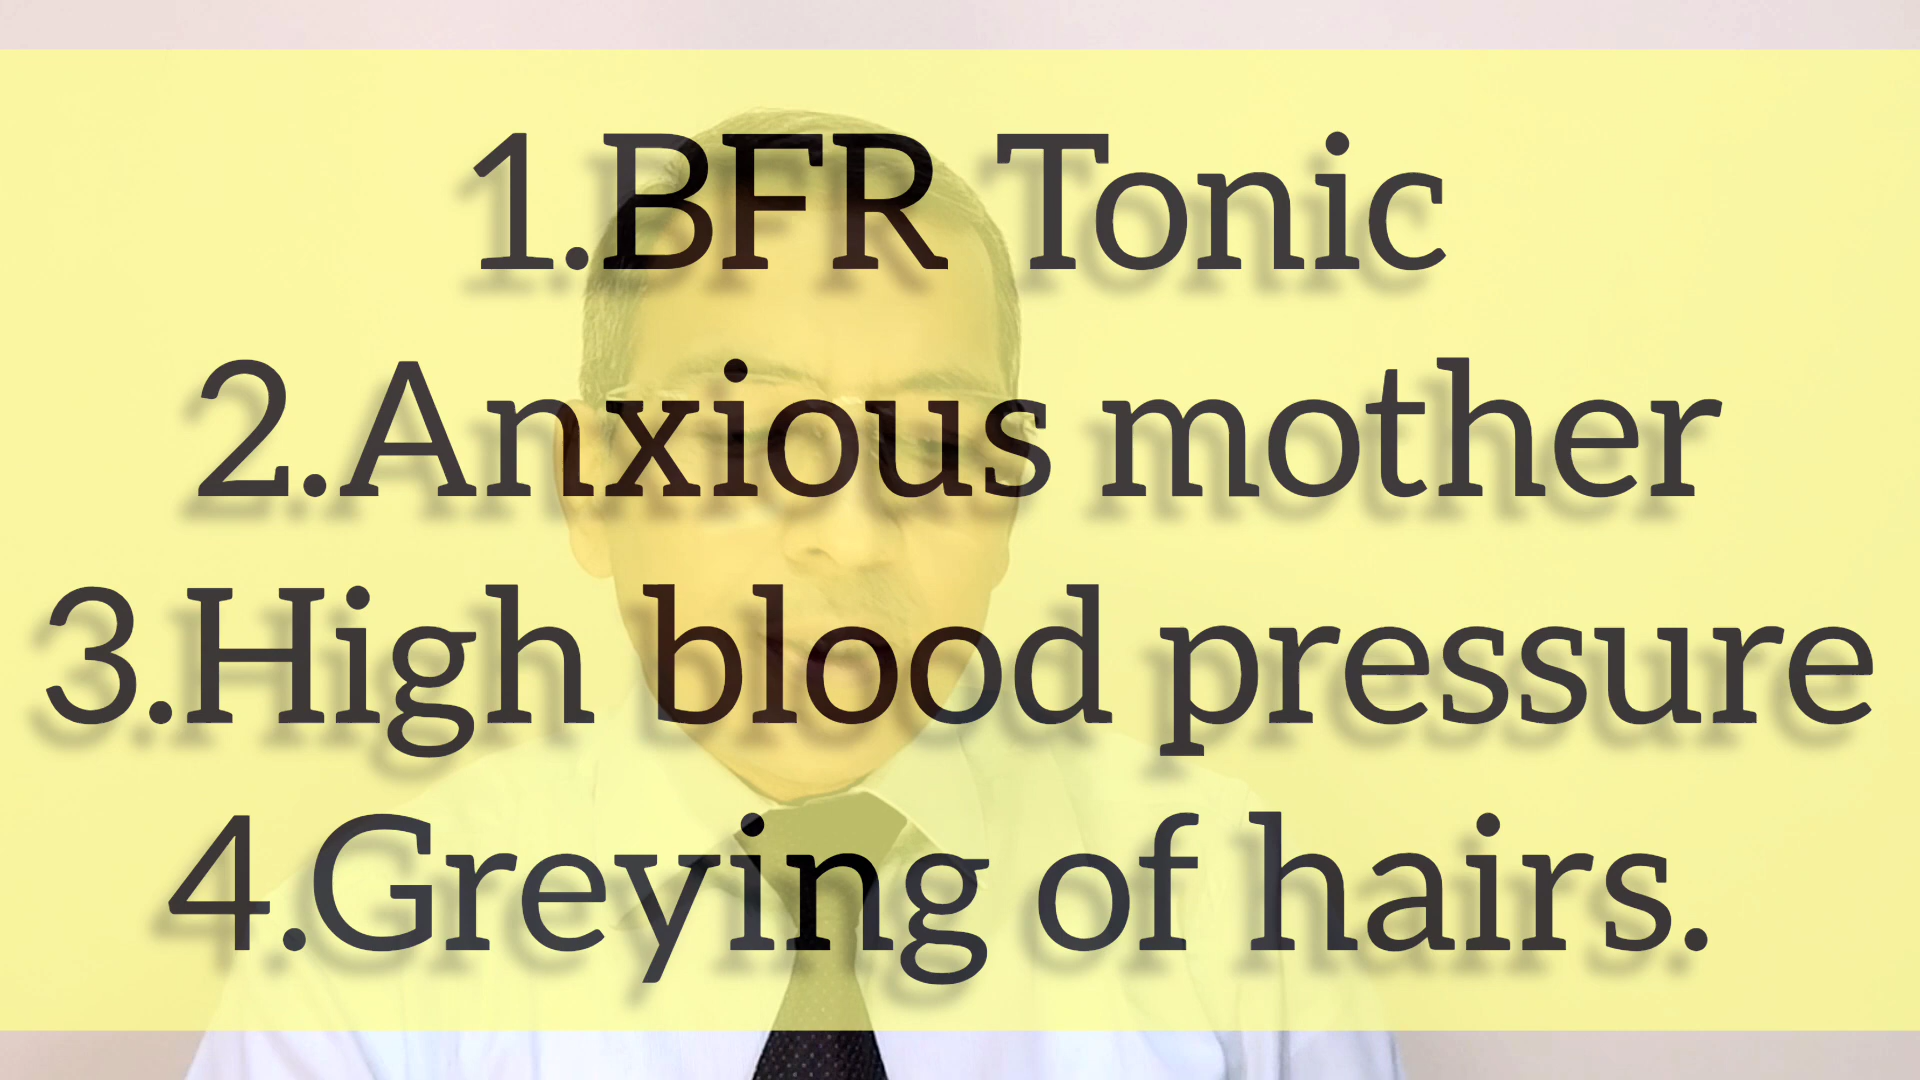 1.BFR Tonic
2.Anxious mother
3.High blood pressure
4.Greying of hairs.